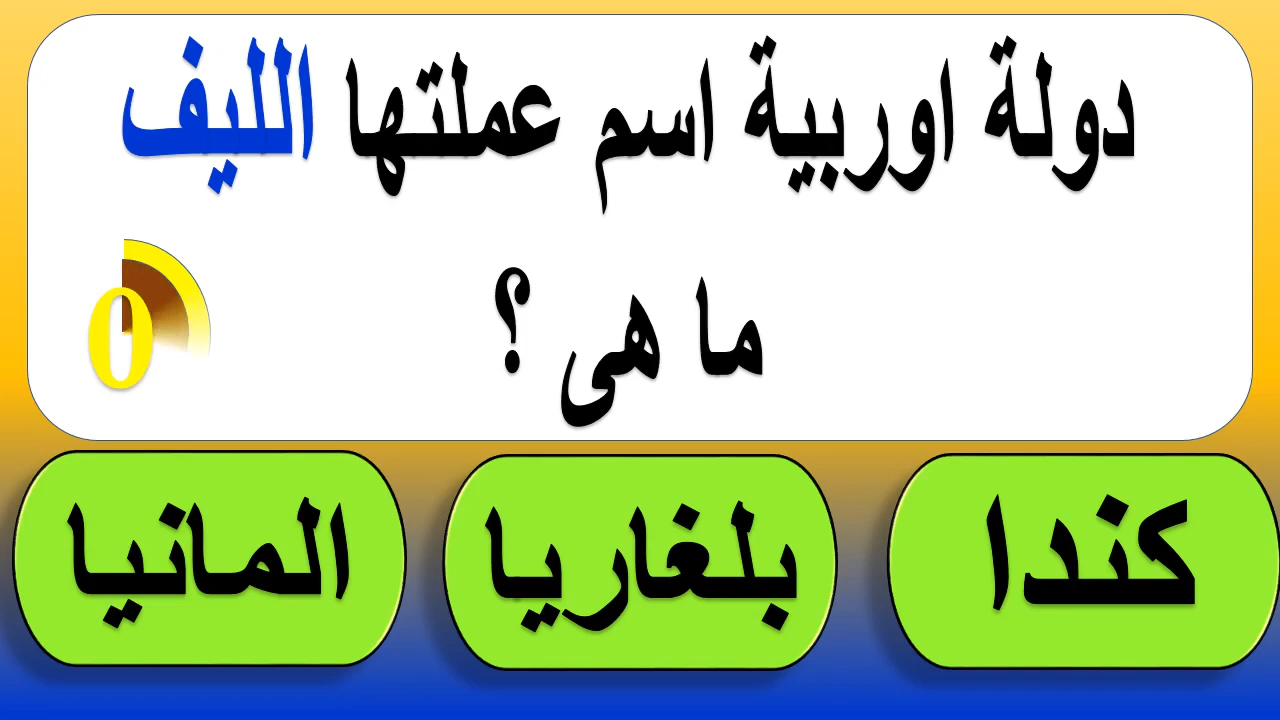 دولة اوربية اسم عملتها الليف
ما هى ؟
0
كندا
بلغاريا
المانيا